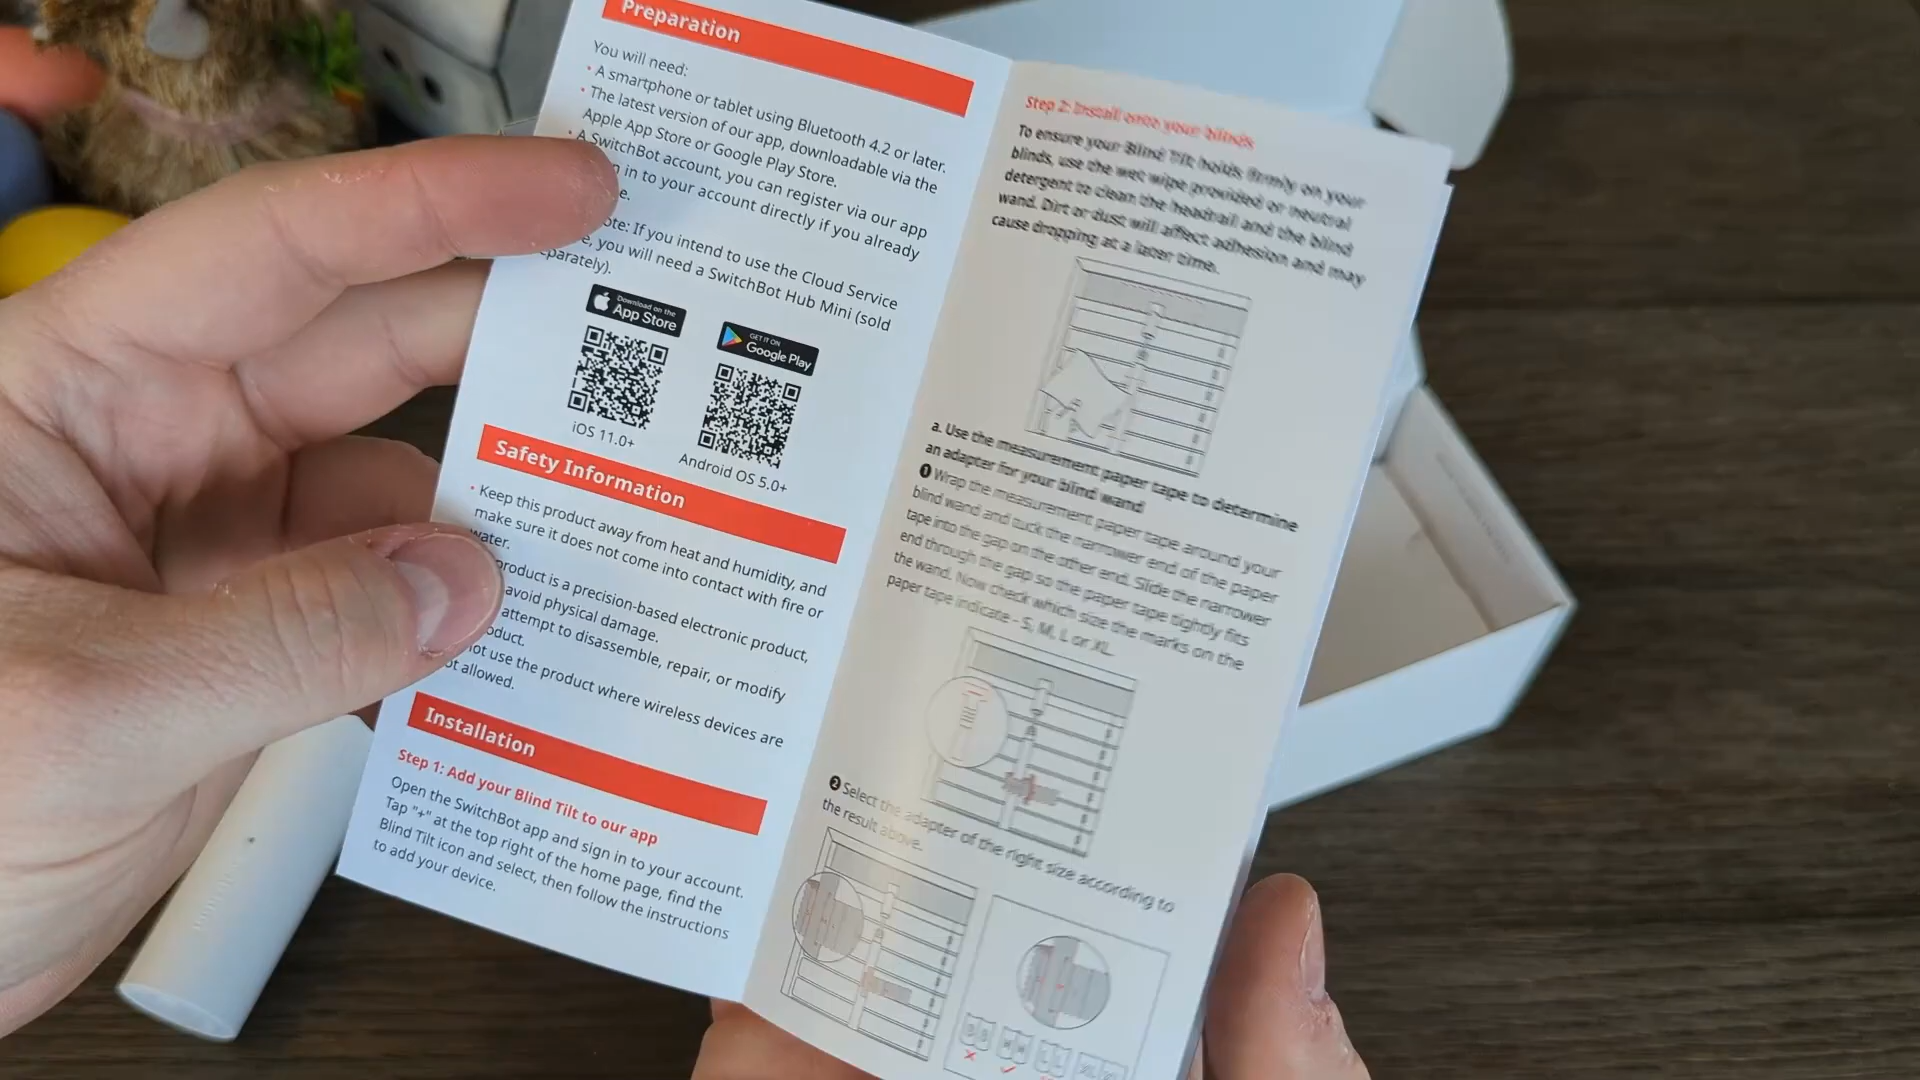 Preparation
You will need:
• A smartphone or tablet using Bluetooth 4.2 or later.
• The latest version of our app, downloadable via the
Apple App Store or Google Play Store.
• A SwitchBot account, you can register via our app
in to your account directly if you already
e.
ote: If you intend to use the Cloud Service
e, you will need a SwitchBot Hub Mini (sold
eparately).
Download on the
App Store
GET IT ON
Google Play
iOS 11.0+
Android OS 5.0+
Safety Information
• Keep this product away from heat and humidity, and
make sure it does not come into contact with fire or
water.
product is a precision-based electronic product,
avoid physical damage.
attempt to disassemble, repair, or modify
oduct.
ot use the product where wireless devices are
ot allowed.
Installation
Step 1: Add your Blind Tilt to our app
Open the SwitchBot app and sign in to your account.
Tap "+" at the top right of the home page, find the
Blind Tilt icon and select, then follow the instructions
to add your device.
Step 2: Install onto your blinds
To ensure your Blind Tilt holds firmly on your
blinds, use the wet wipe provided or neutral
detergent to clean the headrail and the blind
wand. Dirt or dust will affect adhesion and may
cause dropping at a later time.
a. Use the measurement paper tape to determine
an adapter for your blind wand
❶ Wrap the measurement paper tape around your
blind wand and tuck the narrower end of the paper
tape into the gap on the other end. Slide the narrower
end through the gap so the paper tape tightly fits
the wand. Now check which size the marks on the
paper tape indicate - S, M, L or XL.
❷ Select the adapter of the right size according to
the result above.